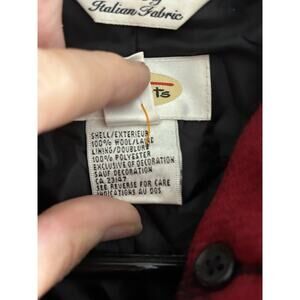 Italian Fabric
ts
SHELL/EXTERIEUR
100% WOOL/LAINE
LINING/DOUBLURE
100% POLYESTER
EXCLUSIVE OF DECORATION
SAUF DECORATION
CA 23147
SEE REVERSE FOR CARE
INDICATIONS AU DOS